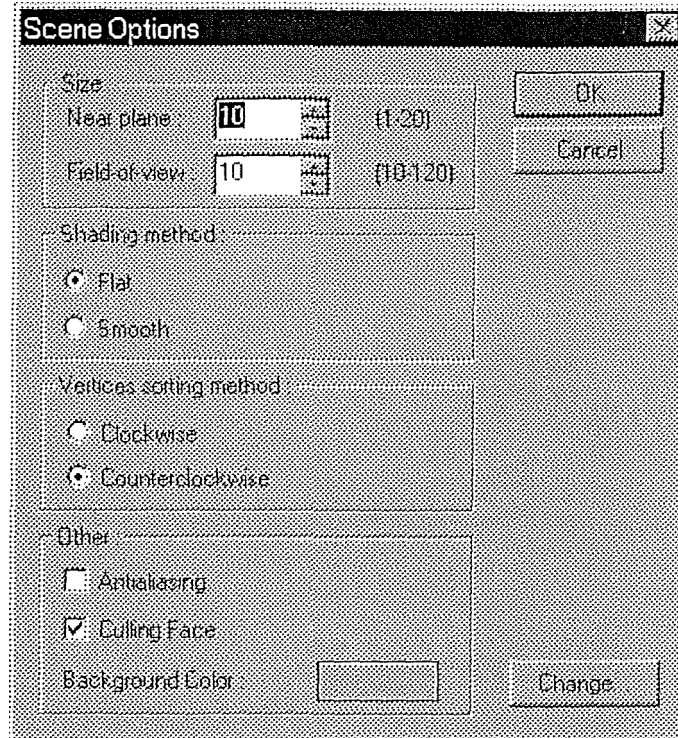 Scene Options
Size
Near plane : 10 (1-20)
Field-of-view : 10 (10-120)
Shading method :
Flat
Smooth
Vertices sorting method :
Clockwise
Counterclockwise
Other :
Antialiasing
Culling Face
Background Color :
OK
Cancel
Change ...